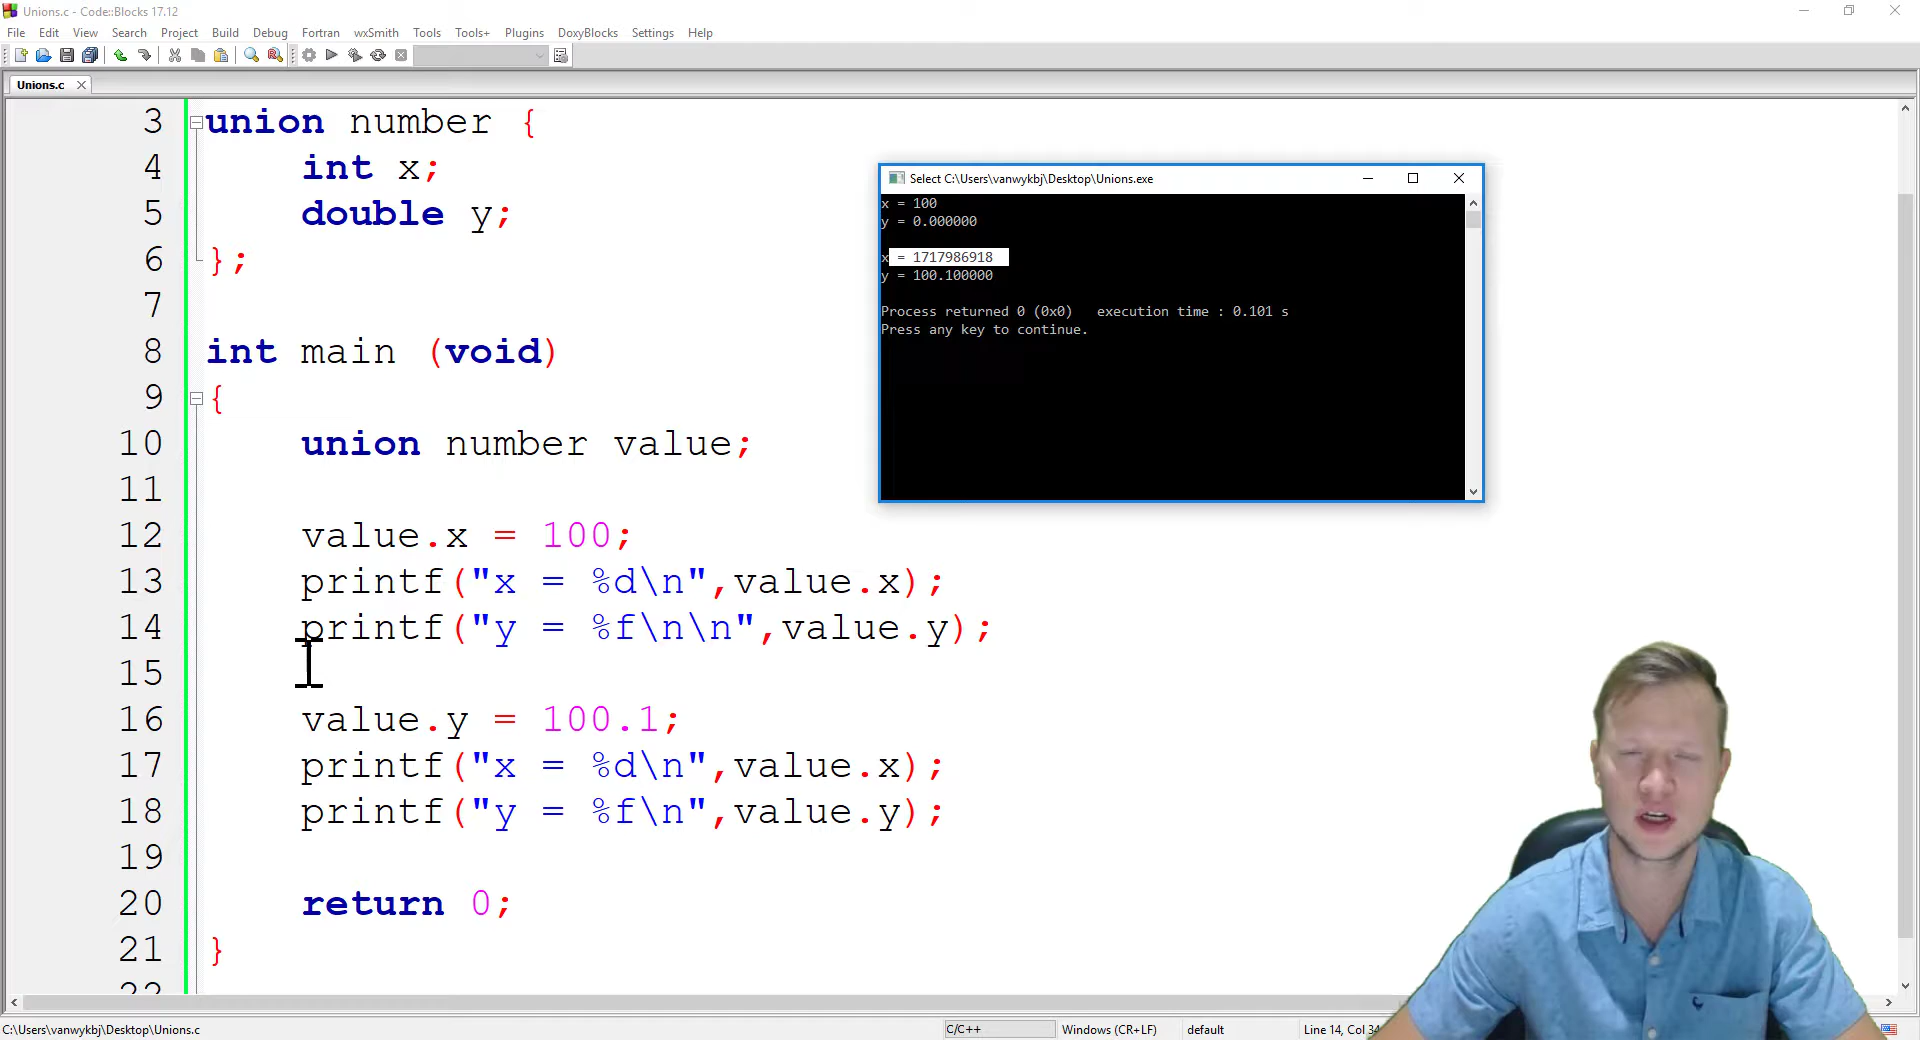 Unions.c - Code::Blocks 17.12
File Edit View Search Project Build Debug Fortran wxSmith Tools Tools+ Plugins DoxyBlocks Settings Help
Unions.c
3 union number {
4 int x;
5 double y;
6 };
7
8 int main (void)
9 {
10 union number value;
11
12 value.x = 100;
13 printf("x = %d\n",value.x);
14 printf("y = %f\n\n",value.y);
15
16 value.y = 100.1;
17 printf("x = %d\n",value.x);
18 printf("y = %f\n",value.y);
19
20 return 0;
21 }
22
Select C:\Users\vanwykbj\Desktop\Unions.exe
x = 100
y = 0.000000
x = 1717986918
y = 100.100000
Process returned 0 (0x0) execution time : 0.101 s
Press any key to continue.
C:\Users\vanwykbj\Desktop\Unions.c C/C++ Windows (CR+LF) default Line 14, Col 34